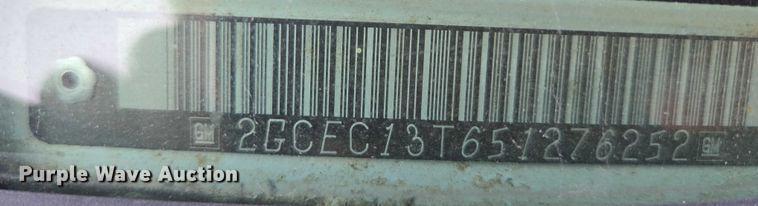 GM 2GCEC13T651276252 GM
Purple Wave Auction